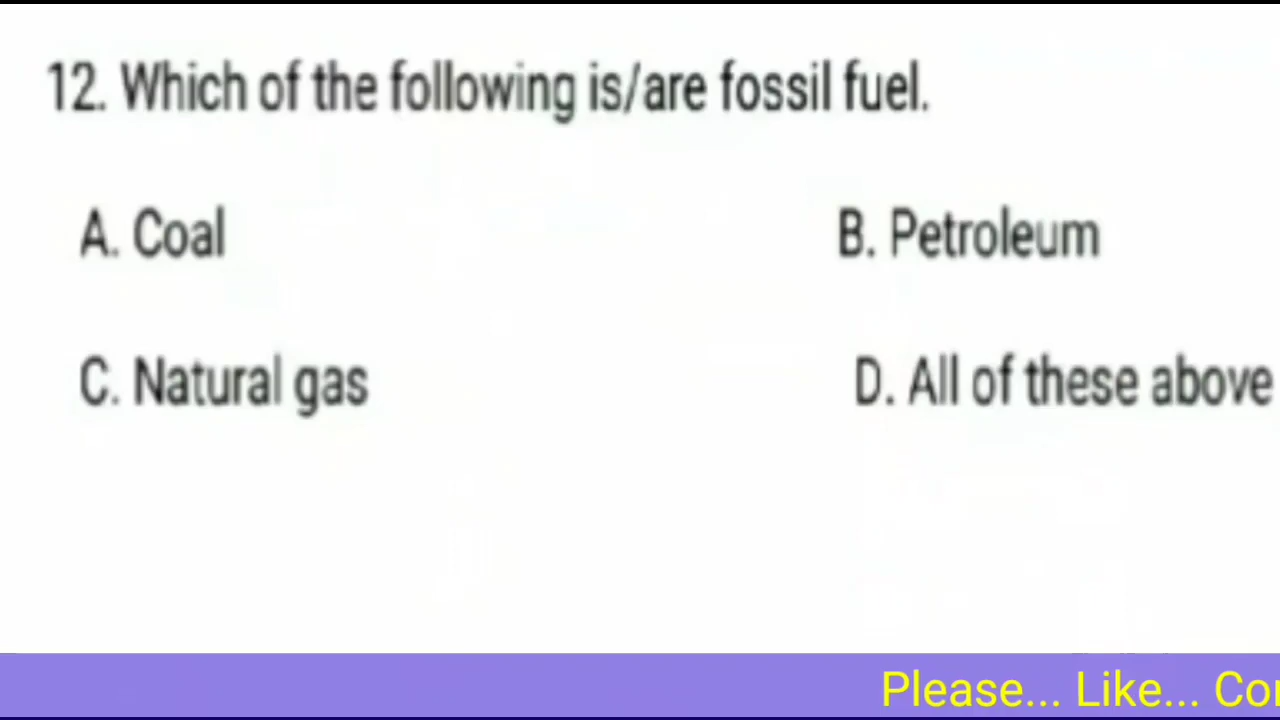 12. Which of the following is/are fossil fuel.
A. Coal B. Petroleum
C. Natural gas D. All of these above
Please... Like...